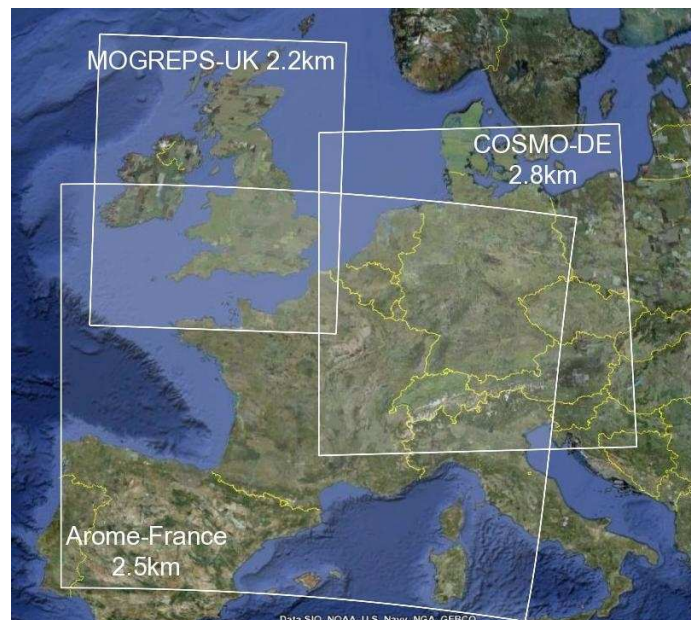 MOGREPS-UK 2.2km
COSMO-DE
2.8km
Arome-France
2.5km
Data SIO, NOAA, U.S. Navy, NGA, GEBCO